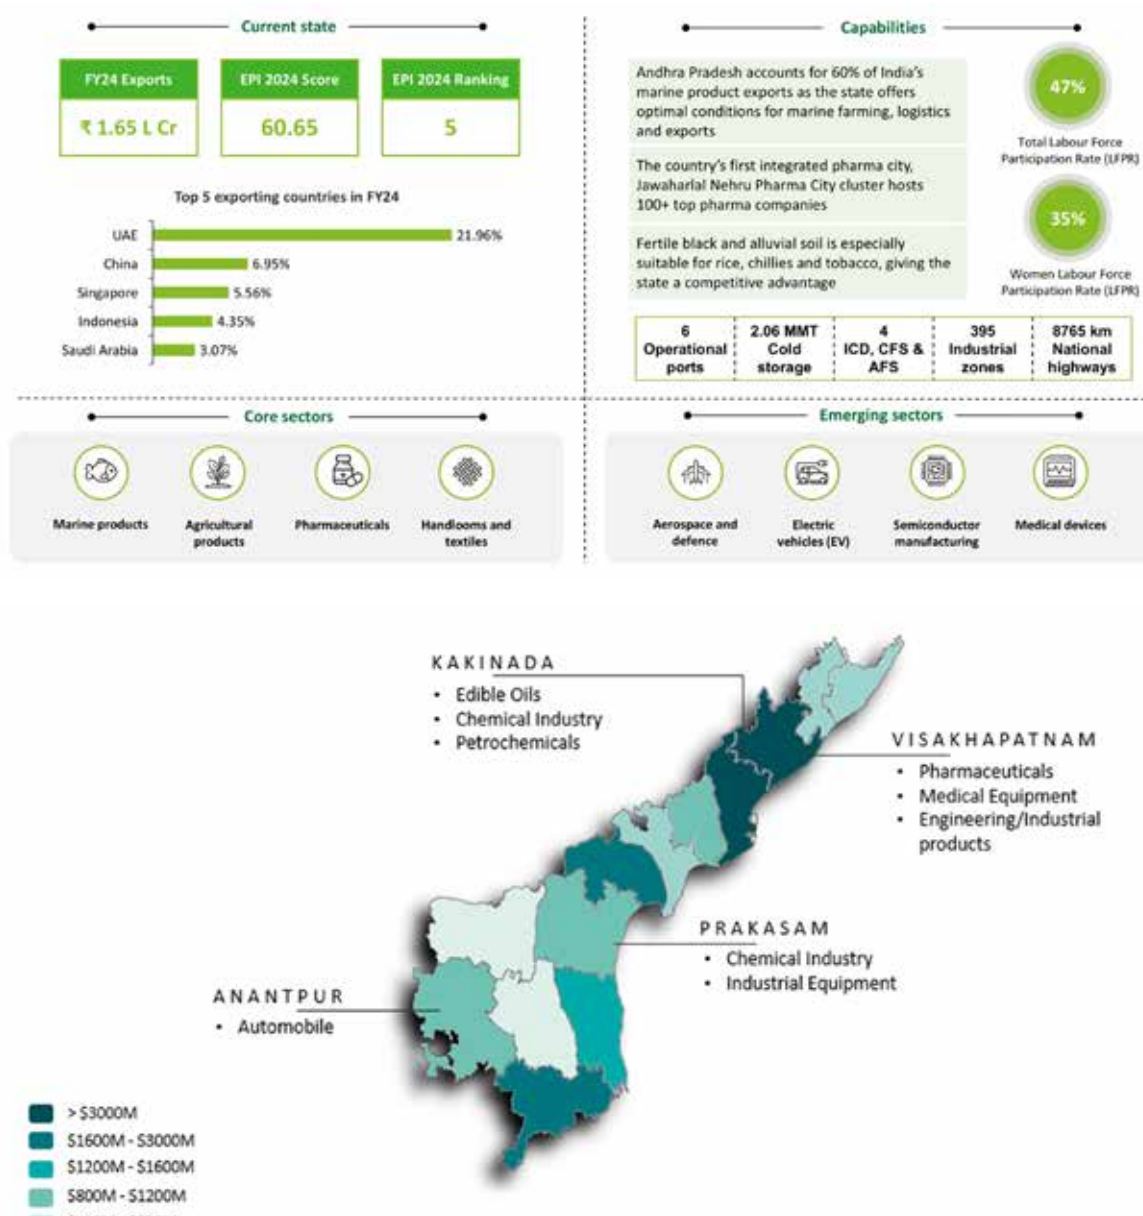 Current state
FY24 Exports
₹ 1.65 L Cr
EPI 2024 Score
60.65
EPI 2024 Ranking
5
Top 5 exporting countries in FY24
UAE 21.96%
China 6.95%
Singapore 5.56%
Indonesia 4.35%
Saudi Arabia 3.07%
Capabilities
Andhra Pradesh accounts for 60% of India's
marine product exports as the state offers
optimal conditions for marine farming, logistics
and exports
The country's first integrated pharma city,
Jawaharlal Nehru Pharma City cluster hosts
100+ top pharma companies
Fertile black and alluvial soil is especially
suitable for rice, chillies and tobacco, giving the
state a competitive advantage
47%
Total Labour Force
Participation Rate (LFPR)
35%
Women Labour Force
Participation Rate (LFPR)
6
Operational
ports
2.06 MMT
Cold
storage
4
ICD, CFS &
AFS
395
Industrial
zones
8765 km
National
highways
Core sectors
Marine products
Agricultural
products
Pharmaceuticals
Handlooms and
textiles
Emerging sectors
Aerospace and
defence
Electric
vehicles (EV)
Semiconductor
manufacturing
Medical devices
KAKINADA
• Edible Oils
• Chemical Industry
• Petrochemicals
VISAKHAPATNAM
• Pharmaceuticals
• Medical Equipment
• Engineering/Industrial
products
PRAKASAM
• Chemical Industry
• Industrial Equipment
ANANTPUR
• Automobile
> $3000M
$1600M - $3000M
$1200M - $1600M
$800M - $1200M